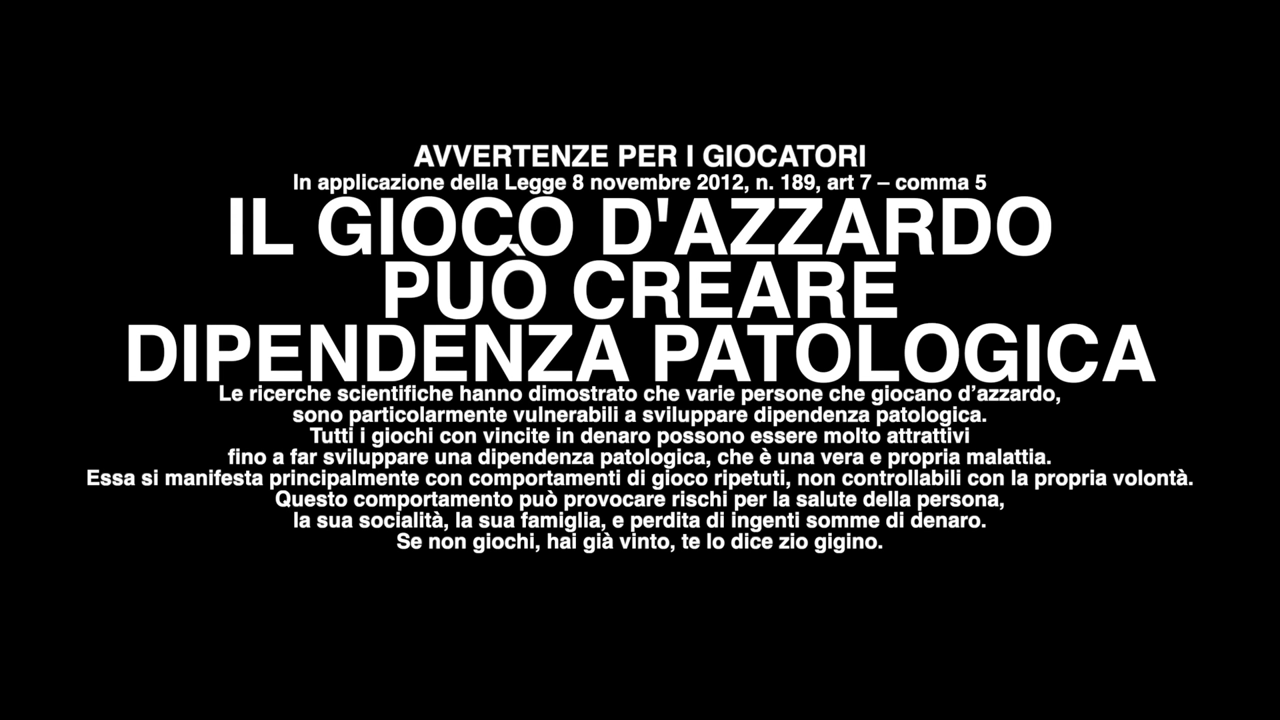 AVVERTENZE PER I GIOCATORI
In applicazione della Legge 8 novembre 2012, n. 189, art 7 – comma 5
IL GIOCO D'AZZARDO
PUÒ CREARE
DIPENDENZA PATOLOGICA
Le ricerche scientifiche hanno dimostrato che varie persone che giocano d’azzardo,
sono particolarmente vulnerabili a sviluppare dipendenza patologica.
Tutti i giochi con vincite in denaro possono essere molto attrattivi
fino a far sviluppare una dipendenza patologica, che è una vera e propria malattia.
Essa si manifesta principalmente con comportamenti di gioco ripetuti, non controllabili con la propria volontà.
Questo comportamento può provocare rischi per la salute della persona,
la sua socialità, la sua famiglia, e perdita di ingenti somme di denaro.
Se non giochi, hai già vinto, te lo dice zio gigino.